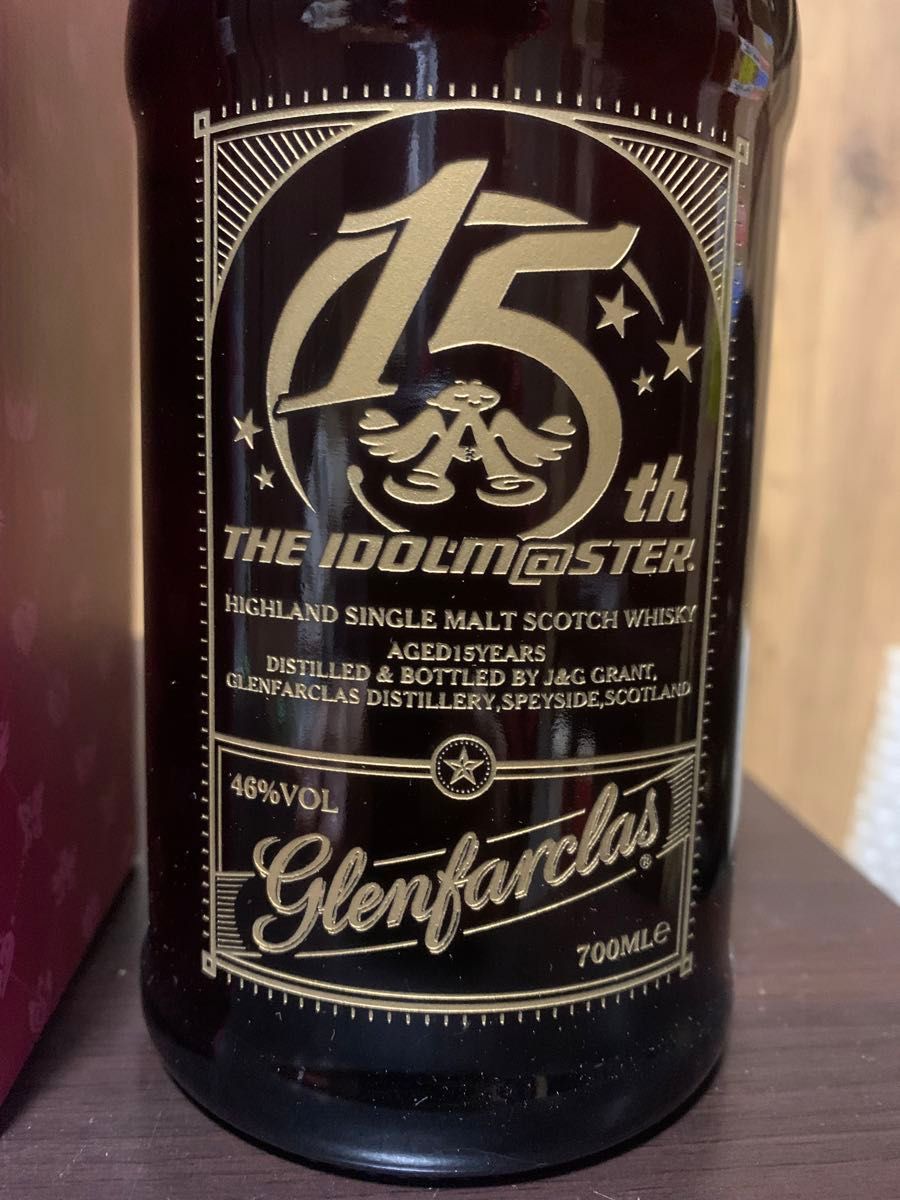 15th
THE IDOLM@STER.
HIGHLAND SINGLE MALT SCOTCH WHISKY
AGED15YEARS
DISTILLED & BOTTLED BY J&G GRANT,
GLENFARCLAS DISTILLERY,SPEYSIDE,SCOTLAND
46%VOL
Glenfarclas®
700MLe